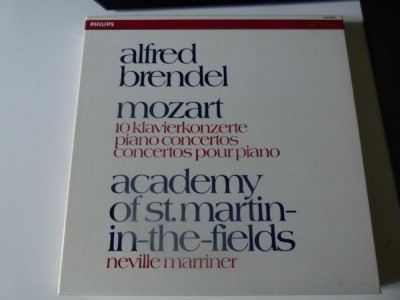 PHILIPS
alfred
brendel
mozart
10 klavierkonzerte
piano concertos
concertos pour piano
academy
of st. martin-
in-the-fields
neville marriner